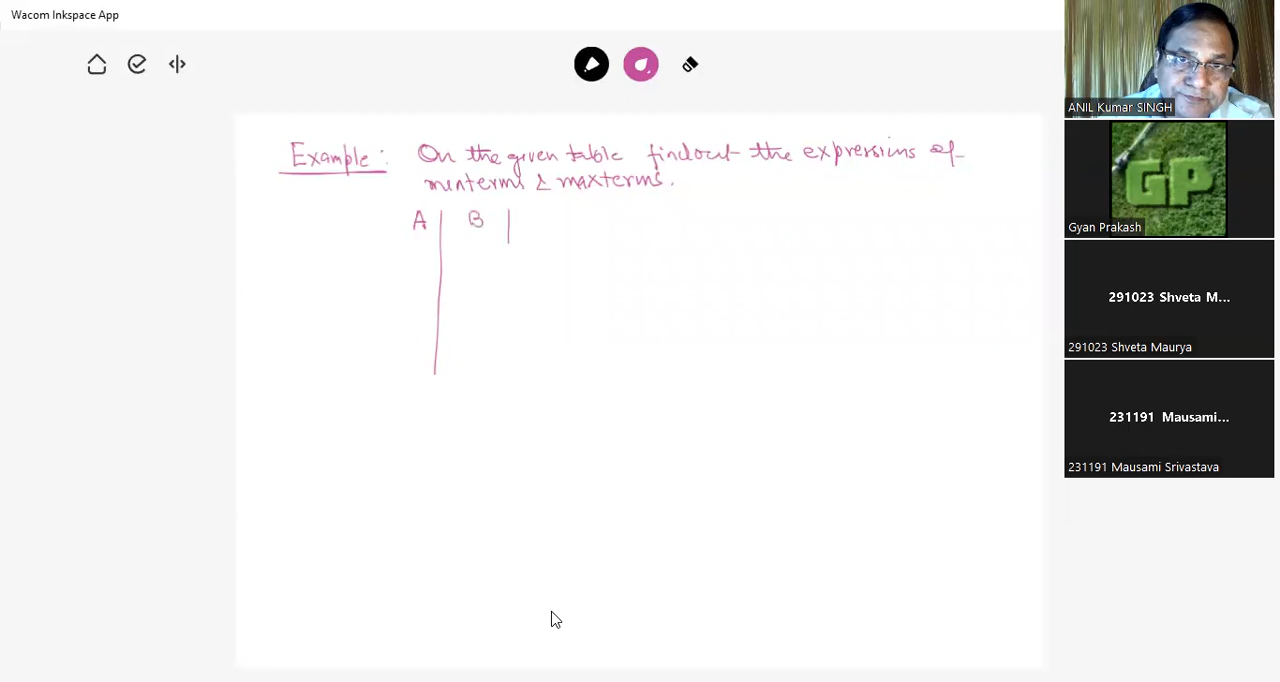 Wacom Inkspace App
Example: On the given table findout the expressions of
minterms & maxterms.
A B
ANIL Kumar SINGH
GP
Gyan Prakash
291023 Shveta M...
291023 Shveta Maurya
231191 Mausami...
231191 Mausami Srivastava